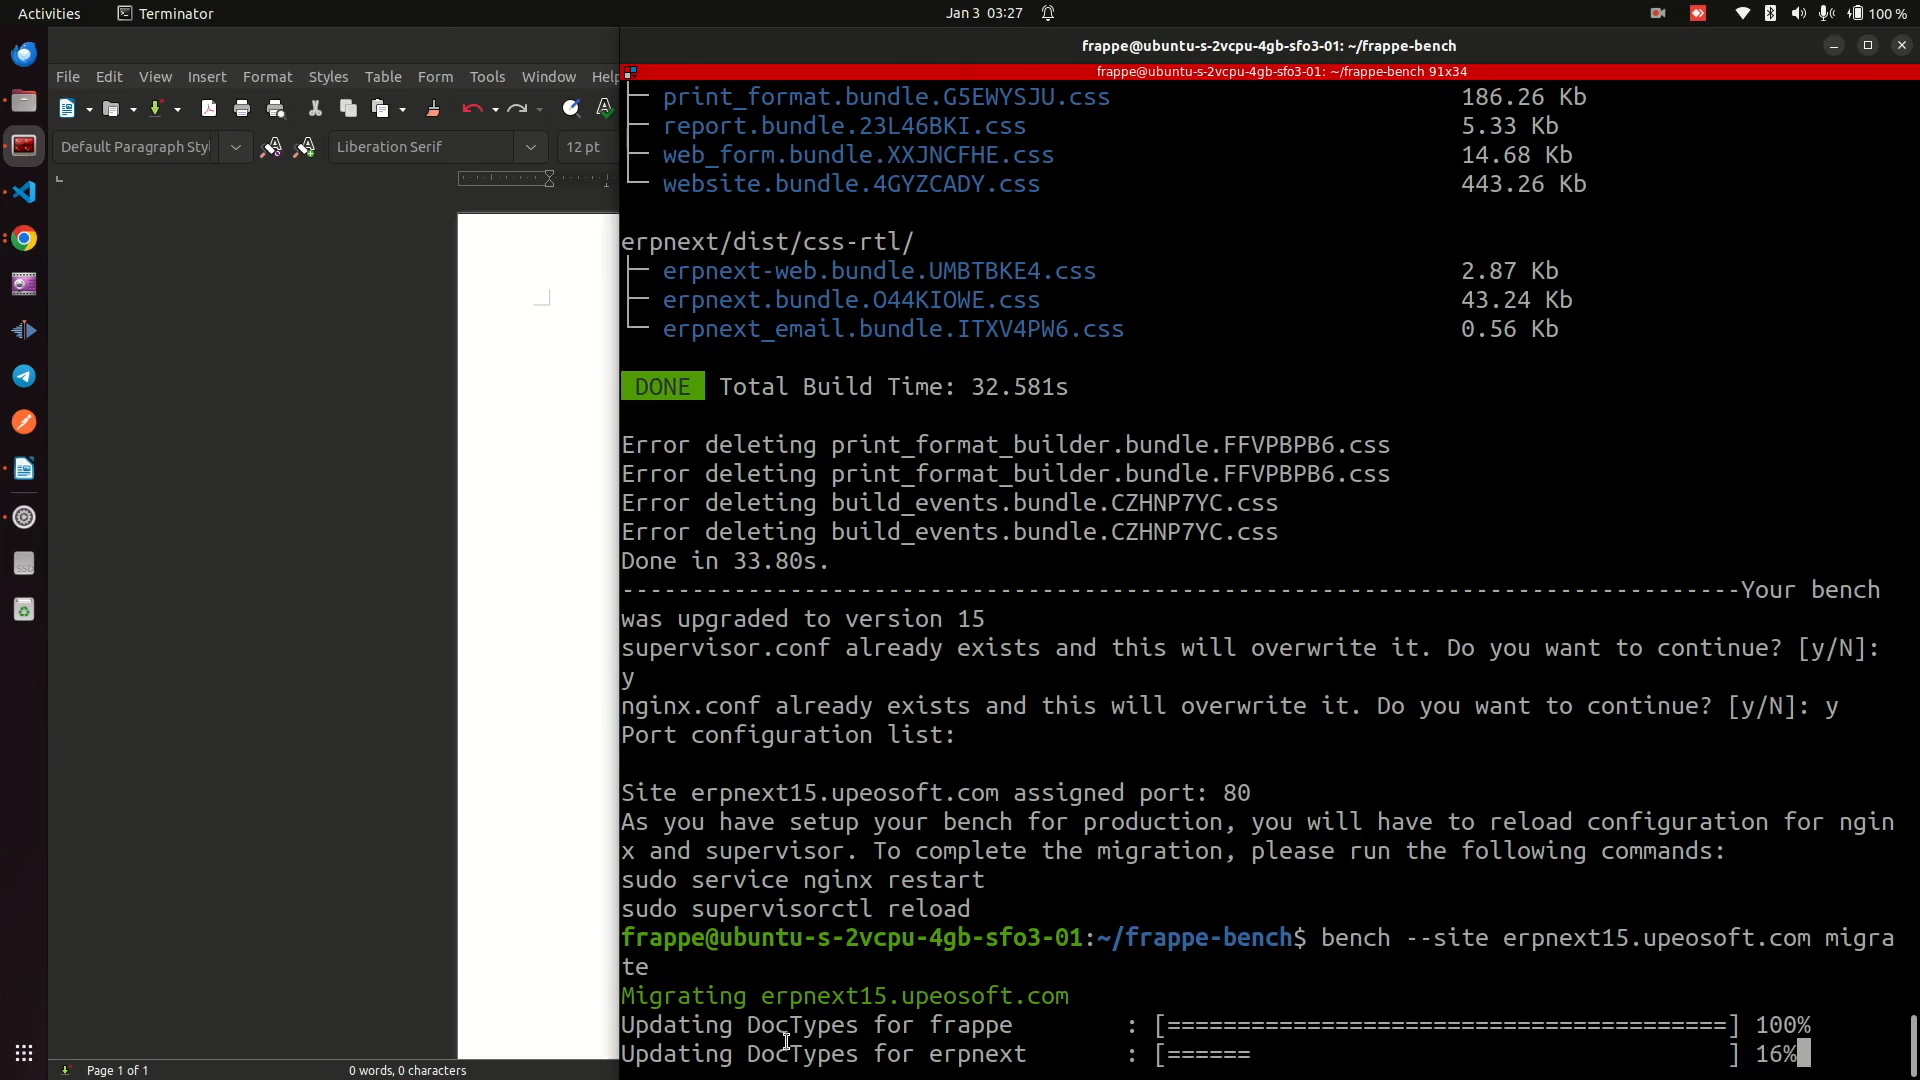 Activities
Terminator
Jan 3 03:27
100 %
frappe@ubuntu-s-2vcpu-4gb-sfo3-01: ~/frappe-bench
frappe@ubuntu-s-2vcpu-4gb-sfo3-01: ~/frappe-bench 91x34
File Edit View Insert Format Styles Table Form Tools Window Help
Default Paragraph Styl
Liberation Serif
12 pt
print_format.bundle.G5EWYSJU.css 186.26 Kb
report.bundle.23L46BKI.css 5.33 Kb
web_form.bundle.XXJNCFHE.css 14.68 Kb
website.bundle.4GYZCADY.css 443.26 Kb
erpnext/dist/css-rtl/
erpnext-web.bundle.UMBTBKE4.css 2.87 Kb
erpnext.bundle.O44KIOWE.css 43.24 Kb
erpnext_email.bundle.ITXV4PW6.css 0.56 Kb
DONE Total Build Time: 32.581s
Error deleting print_format_builder.bundle.FFVPBPB6.css
Error deleting print_format_builder.bundle.FFVPBPB6.css
Error deleting build_events.bundle.CZHNP7YC.css
Error deleting build_events.bundle.CZHNP7YC.css
Done in 33.80s.
--------------------------------------------------------------------------------Your bench
was upgraded to version 15
supervisor.conf already exists and this will overwrite it. Do you want to continue? [y/N]:
y
nginx.conf already exists and this will overwrite it. Do you want to continue? [y/N]: y
Port configuration list:
Site erpnext15.upeosoft.com assigned port: 80
As you have setup your bench for production, you will have to reload configuration for ngin
x and supervisor. To complete the migration, please run the following commands:
sudo service nginx restart
sudo supervisorctl reload
frappe@ubuntu-s-2vcpu-4gb-sfo3-01:~/frappe-bench$ bench --site erpnext15.upeosoft.com migra
te
Migrating erpnext15.upeosoft.com
Updating DocTypes for frappe : [========================================] 100%
Updating DocTypes for erpnext : [====== ] 16%
Page 1 of 1
0 words, 0 characters